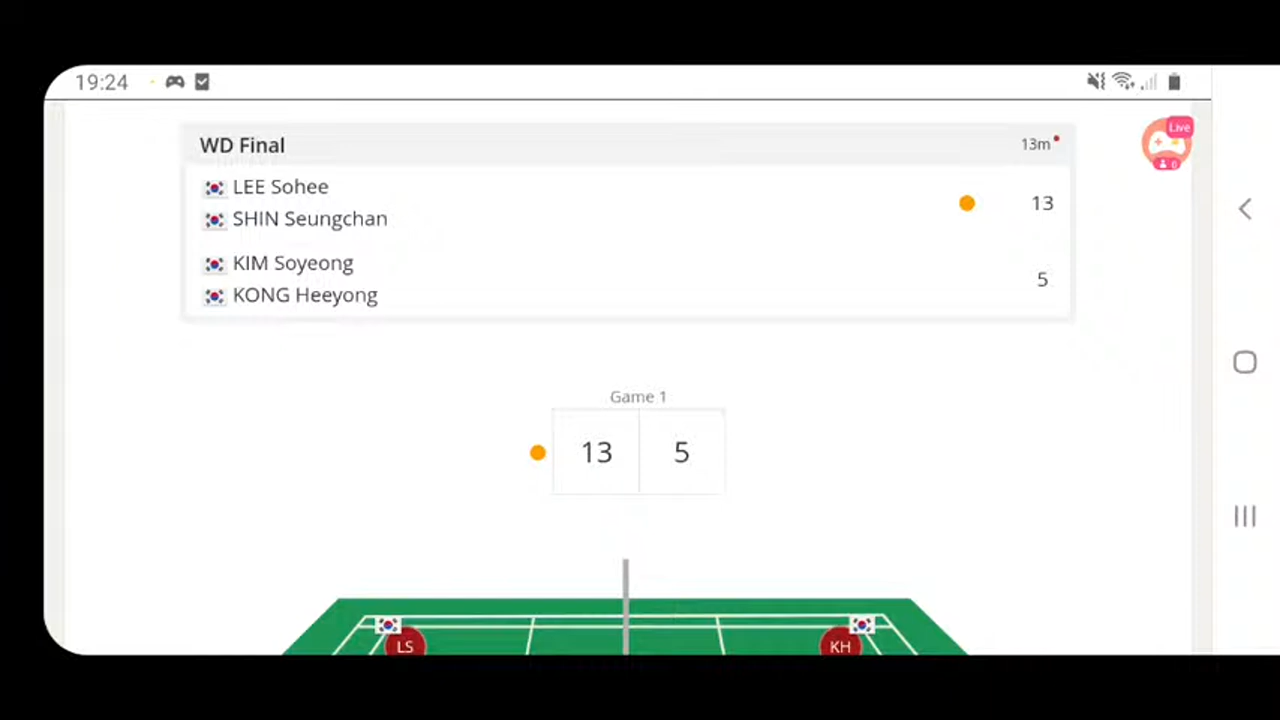 19:24
WD Final
13m
Live
0
LEE Sohee
SHIN Seungchan
13
KIM Soyeong
KONG Heeyong
5
Game 1
13 5
LS KH